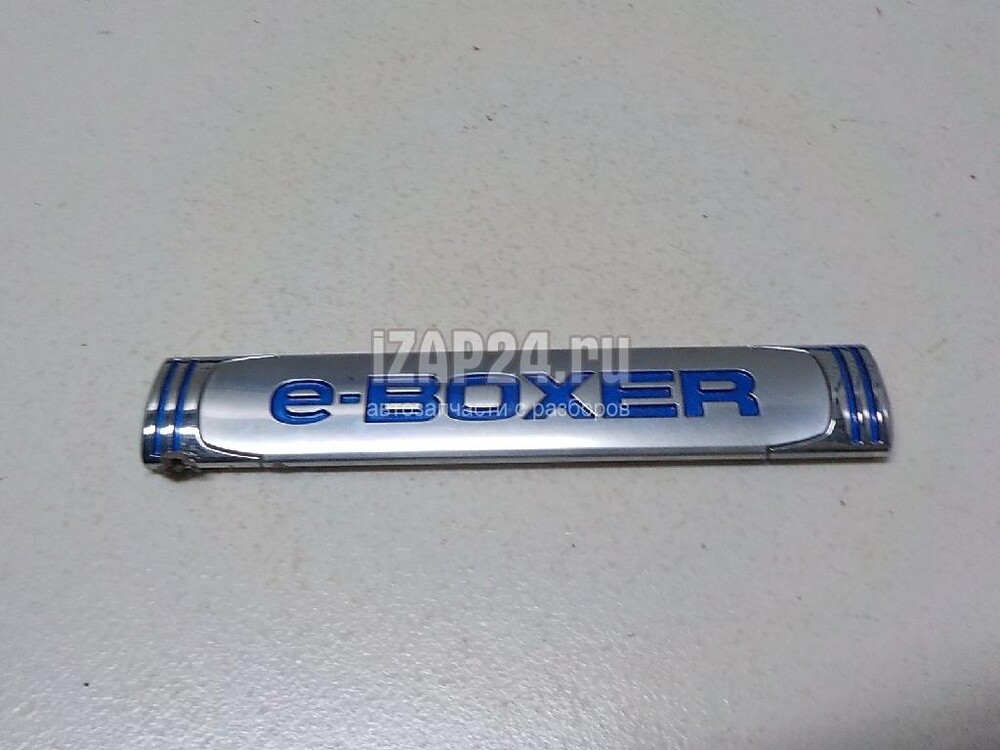 iZAP24.ru
e-BOXER
автозапчасти с разборов